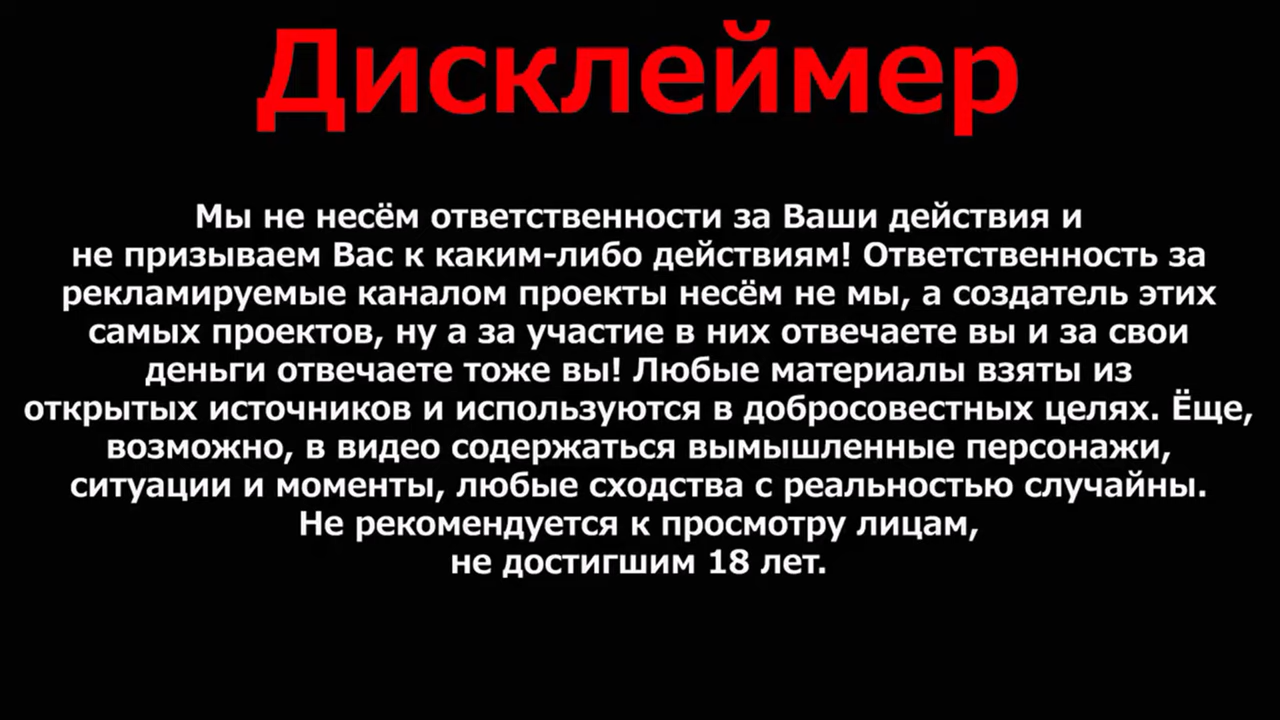 Дисклеймер
Мы не несём ответственности за Ваши действия и
не призываем Вас к каким-либо действиям! Ответственность за
рекламируемые каналом проекты несём не мы, а создатель этих
самых проектов, ну а за участие в них отвечаете вы и за свои
деньги отвечаете тоже вы! Любые материалы взяты из
открытых источников и используются в добросовестных целях. Ёще,
возможно, в видео содержаться вымышленные персонажи,
ситуации и моменты, любые сходства с реальностью случайны.
Не рекомендуется к просмотру лицам,
не достигшим 18 лет.